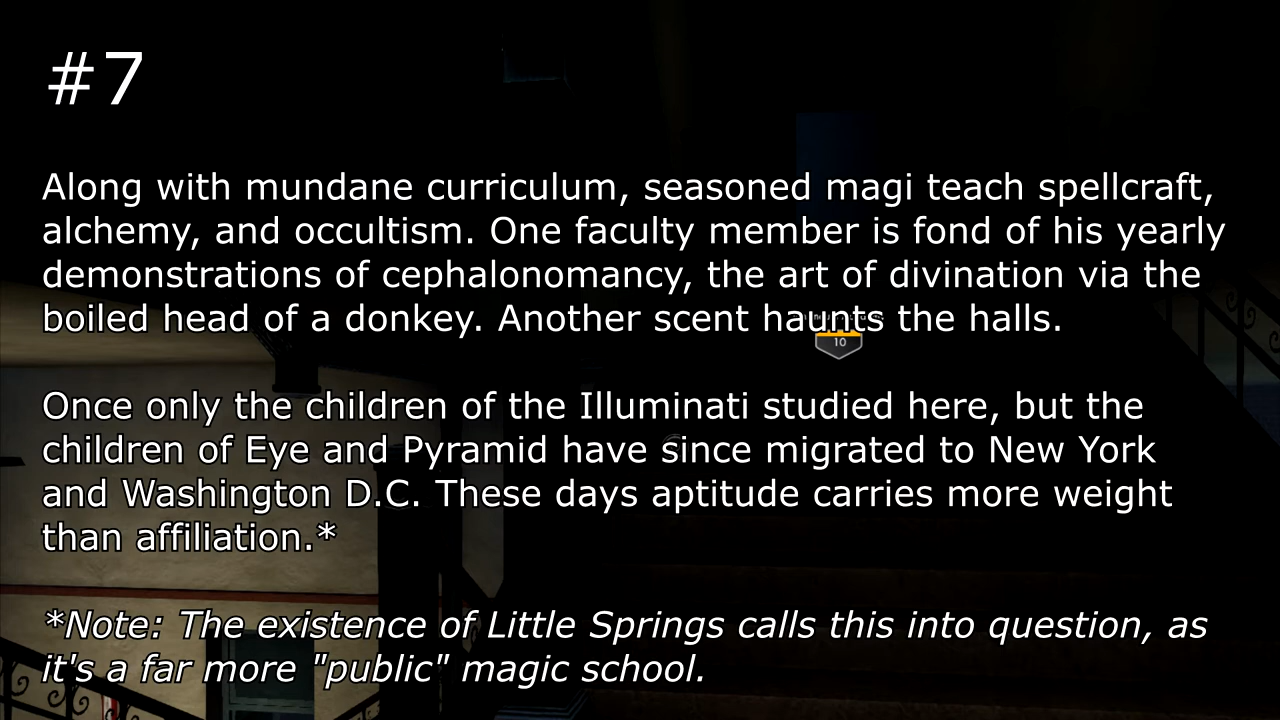 #7
Along with mundane curriculum, seasoned magi teach spellcraft,
alchemy, and occultism. One faculty member is fond of his yearly
demonstrations of cephalonomancy, the art of divination via the
boiled head of a donkey. Another scent haunts the halls.
10
Once only the children of the Illuminati studied here, but the
children of Eye and Pyramid have since migrated to New York
and Washington D.C. These days aptitude carries more weight
than affiliation.*
*Note: The existence of Little Springs calls this into question, as
it's a far more "public" magic school.